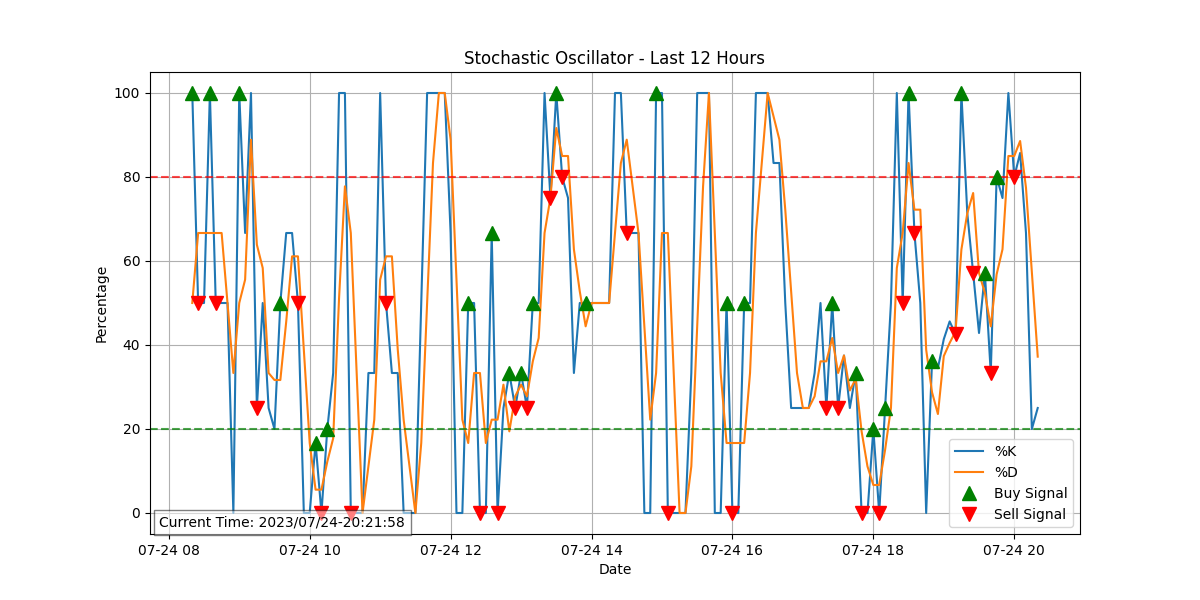 Stochastic Oscillator - Last 12 Hours
Percentage
100
80
60
40
20
0
%K
%D
Buy Signal
Sell Signal
Current Time: 2023/07/24-20:21:58
07-24 08 07-24 10 07-24 12 07-24 14 07-24 16 07-24 18 07-24 20
Date